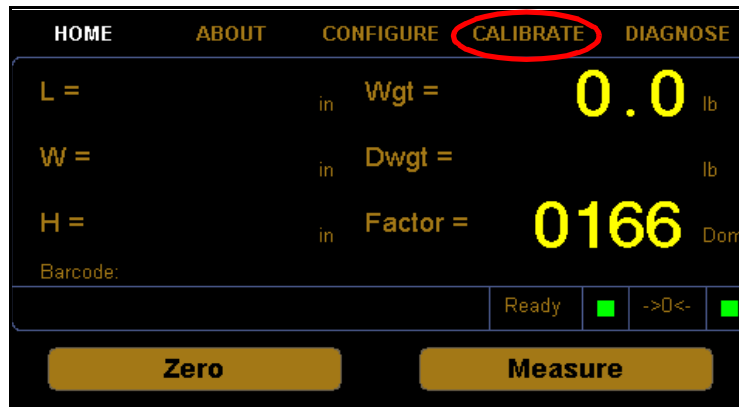 HOME ABOUT CONFIGURE CALIBRATE DIAGNOSE
L = in Wgt = 0.0 lb
W = in Dwgt = lb
H = in Factor = 0166 Dom
Barcode:
Ready ->0<-
Zero Measure